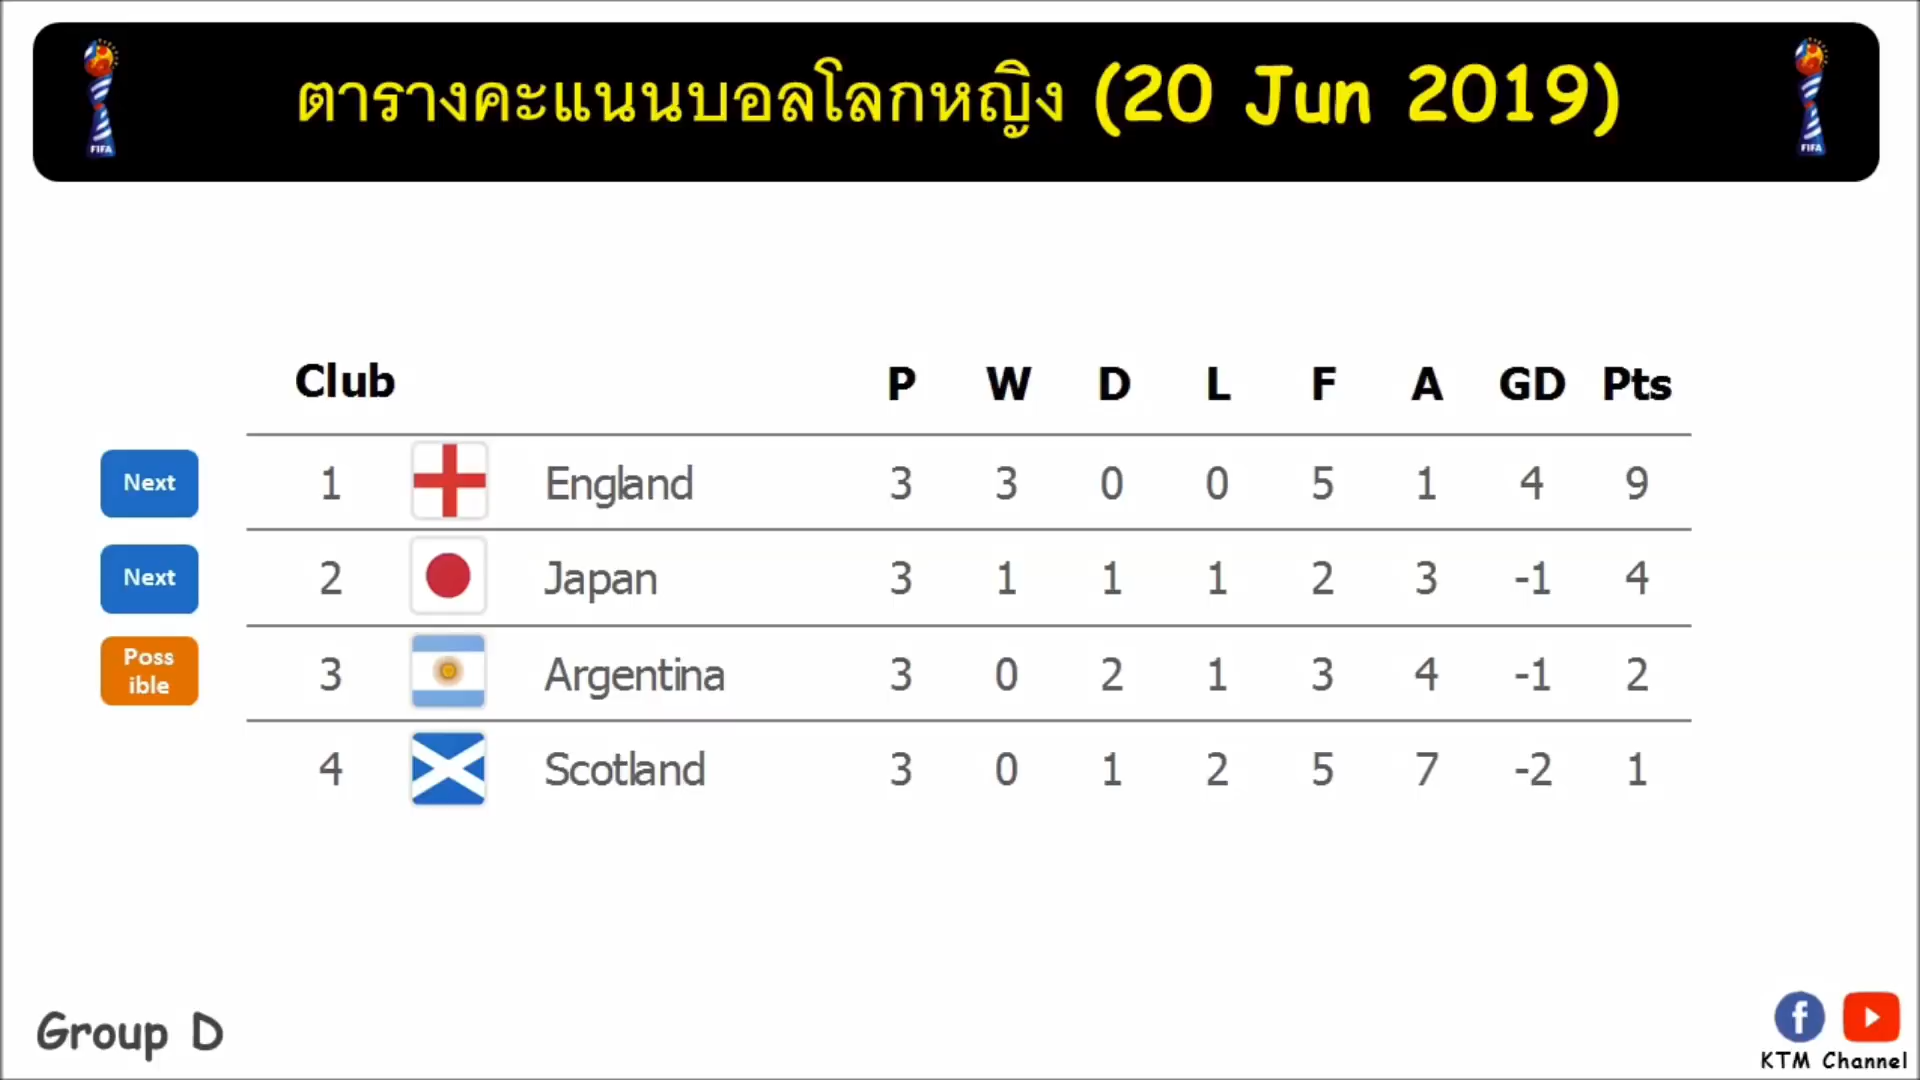 ตารางคะแนนบอลโลกหญิง (20 Jun 2019)
FIFA
FIFA
Club P W D L F A GD Pts
Next 1 England 3 3 0 0 5 1 4 9
Next 2 Japan 3 1 1 1 2 3 -1 4
Poss
ible
3 Argentina 3 0 2 1 3 4 -1 2
4 Scotland 3 0 1 2 5 7 -2 1
Group D
f
KTM Channel